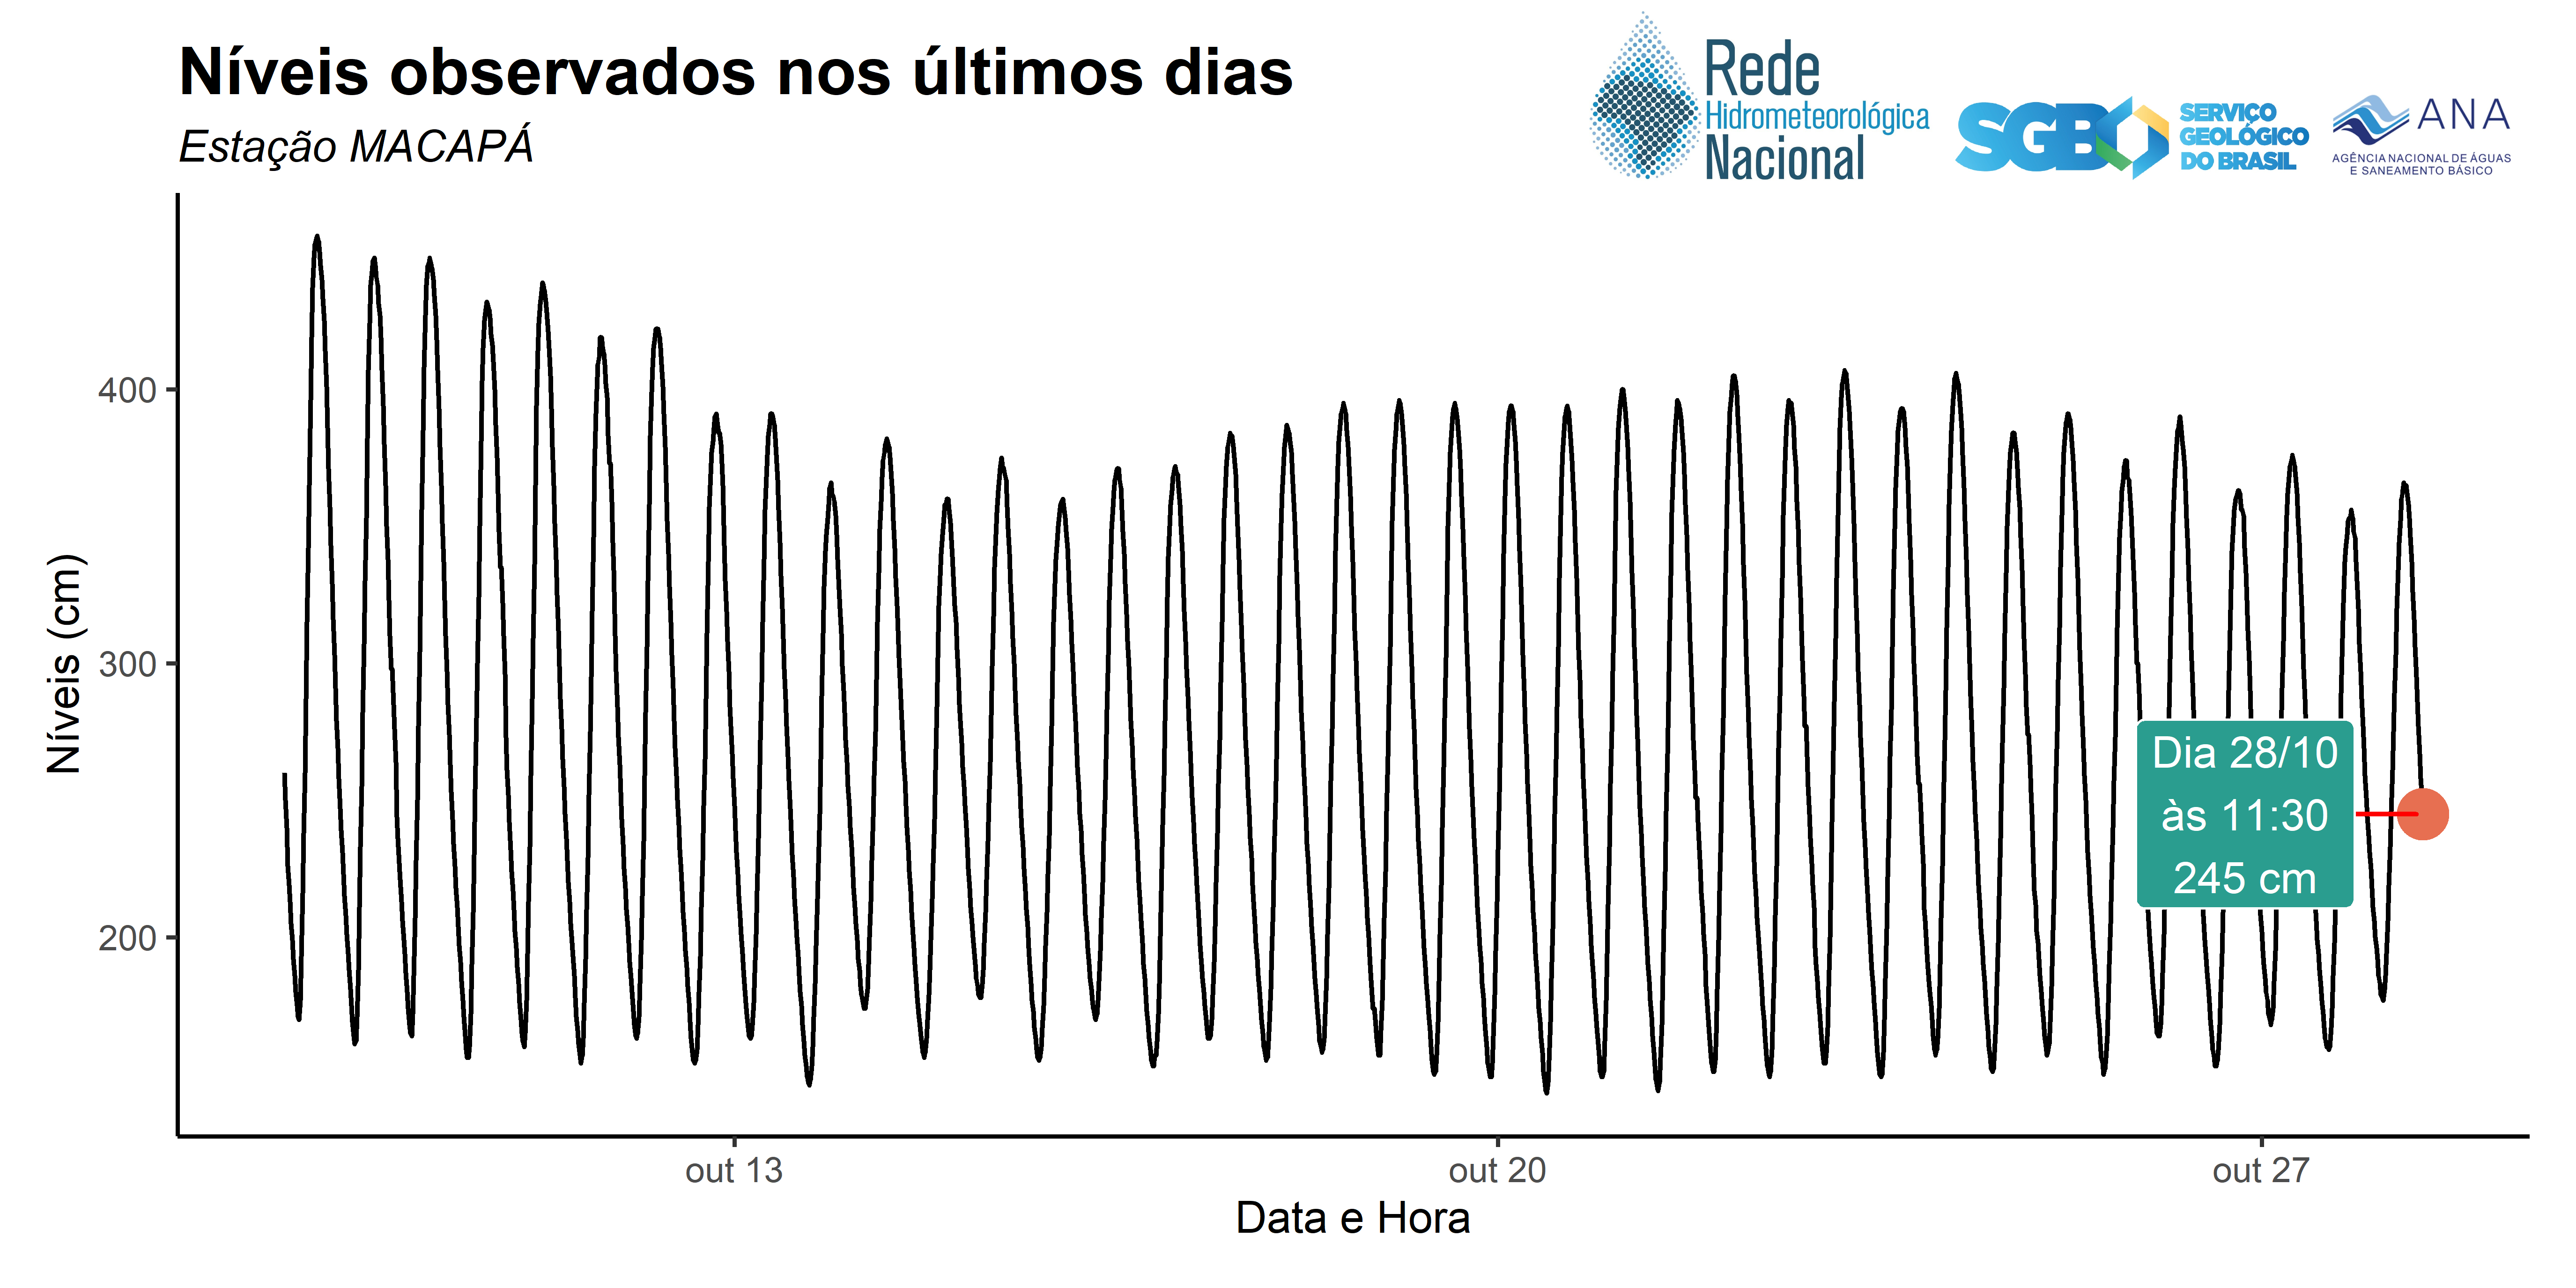 Níveis observados nos últimos dias
Estação MACAPÁ
Rede
Hidrometeorológica
Nacional
SGB
SERVIÇO
GEOLÓGICO
DO BRASIL
ANA
AGÊNCIA NACIONAL DE ÁGUAS
E SANEAMENTO BÁSICO
Níveis (cm)
400
300
200
Dia 28/10
às 11:30
245 cm
out 13
out 20
out 27
Data e Hora